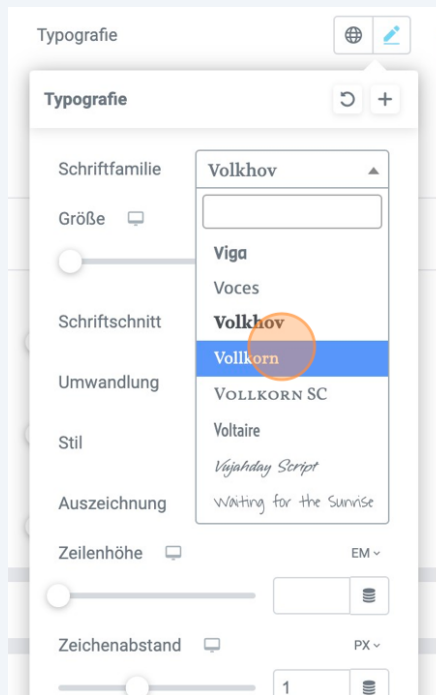 Typografie
Typografie
Schriftfamilie
Volkhov
Größe
Viga
Voces
Schriftschnitt
Volkhov
Vollkorn
Umwandlung
VOLLKORN SC
Stil
Voltaire
Vujahday Script
Auszeichnung
Waiting for the Sunrise
Zeilenhöhe
EM
Zeichenabstand
PX
1